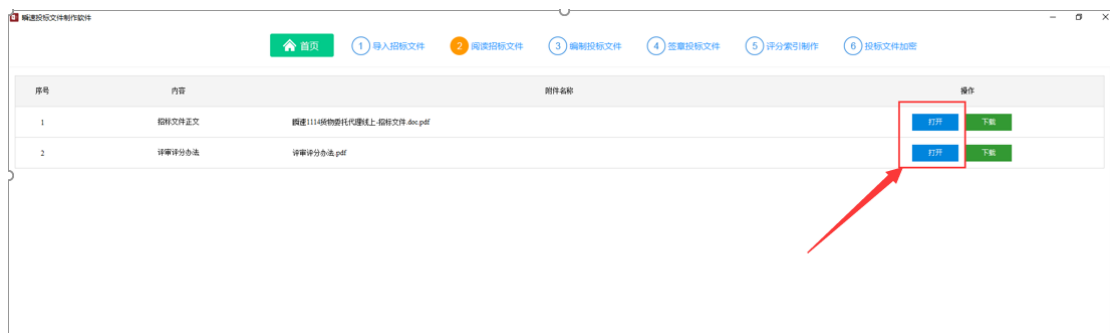 瞬速投标文件制作软件
首页 1 导入招标文件 2 阅读招标文件 3 编制投标文件 4 签章投标文件 5 评分索引制作 6 投标文件加密
序号 内容 附件名称 操作
1 招标文件正文 瞬速1114货物委托代理线上-招标文件.doc.pdf 打开 下载
2 评审评分办法 评审评分办法.pdf 打开 下载